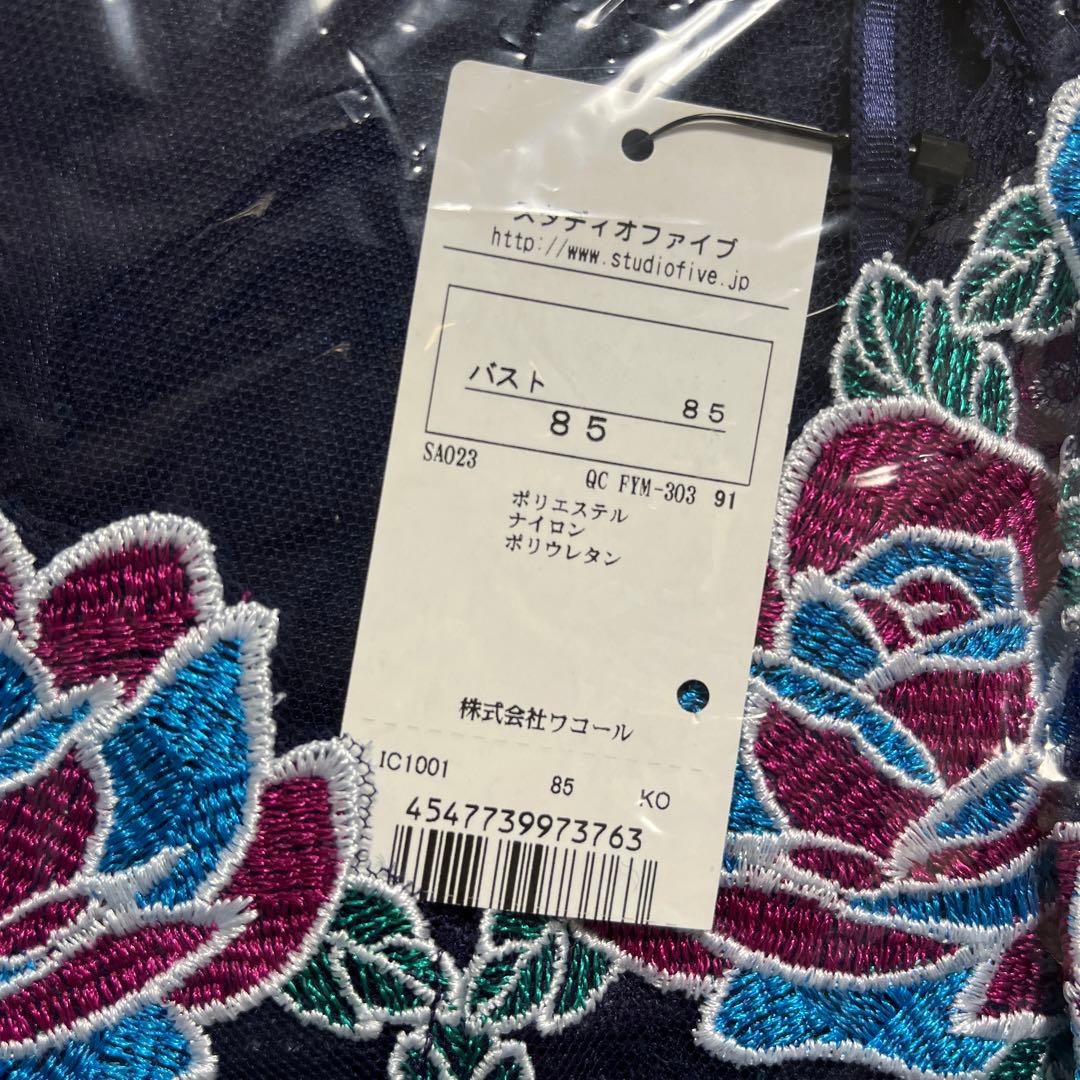 スタディオファイブ
http://www.studiofive.jp
バスト 85
85
SA023
QC FYM-303 91
ポリエステル
ナイロン
ポリウレタン
株式会社ワコール
IC1001 85 KO
4547739973763